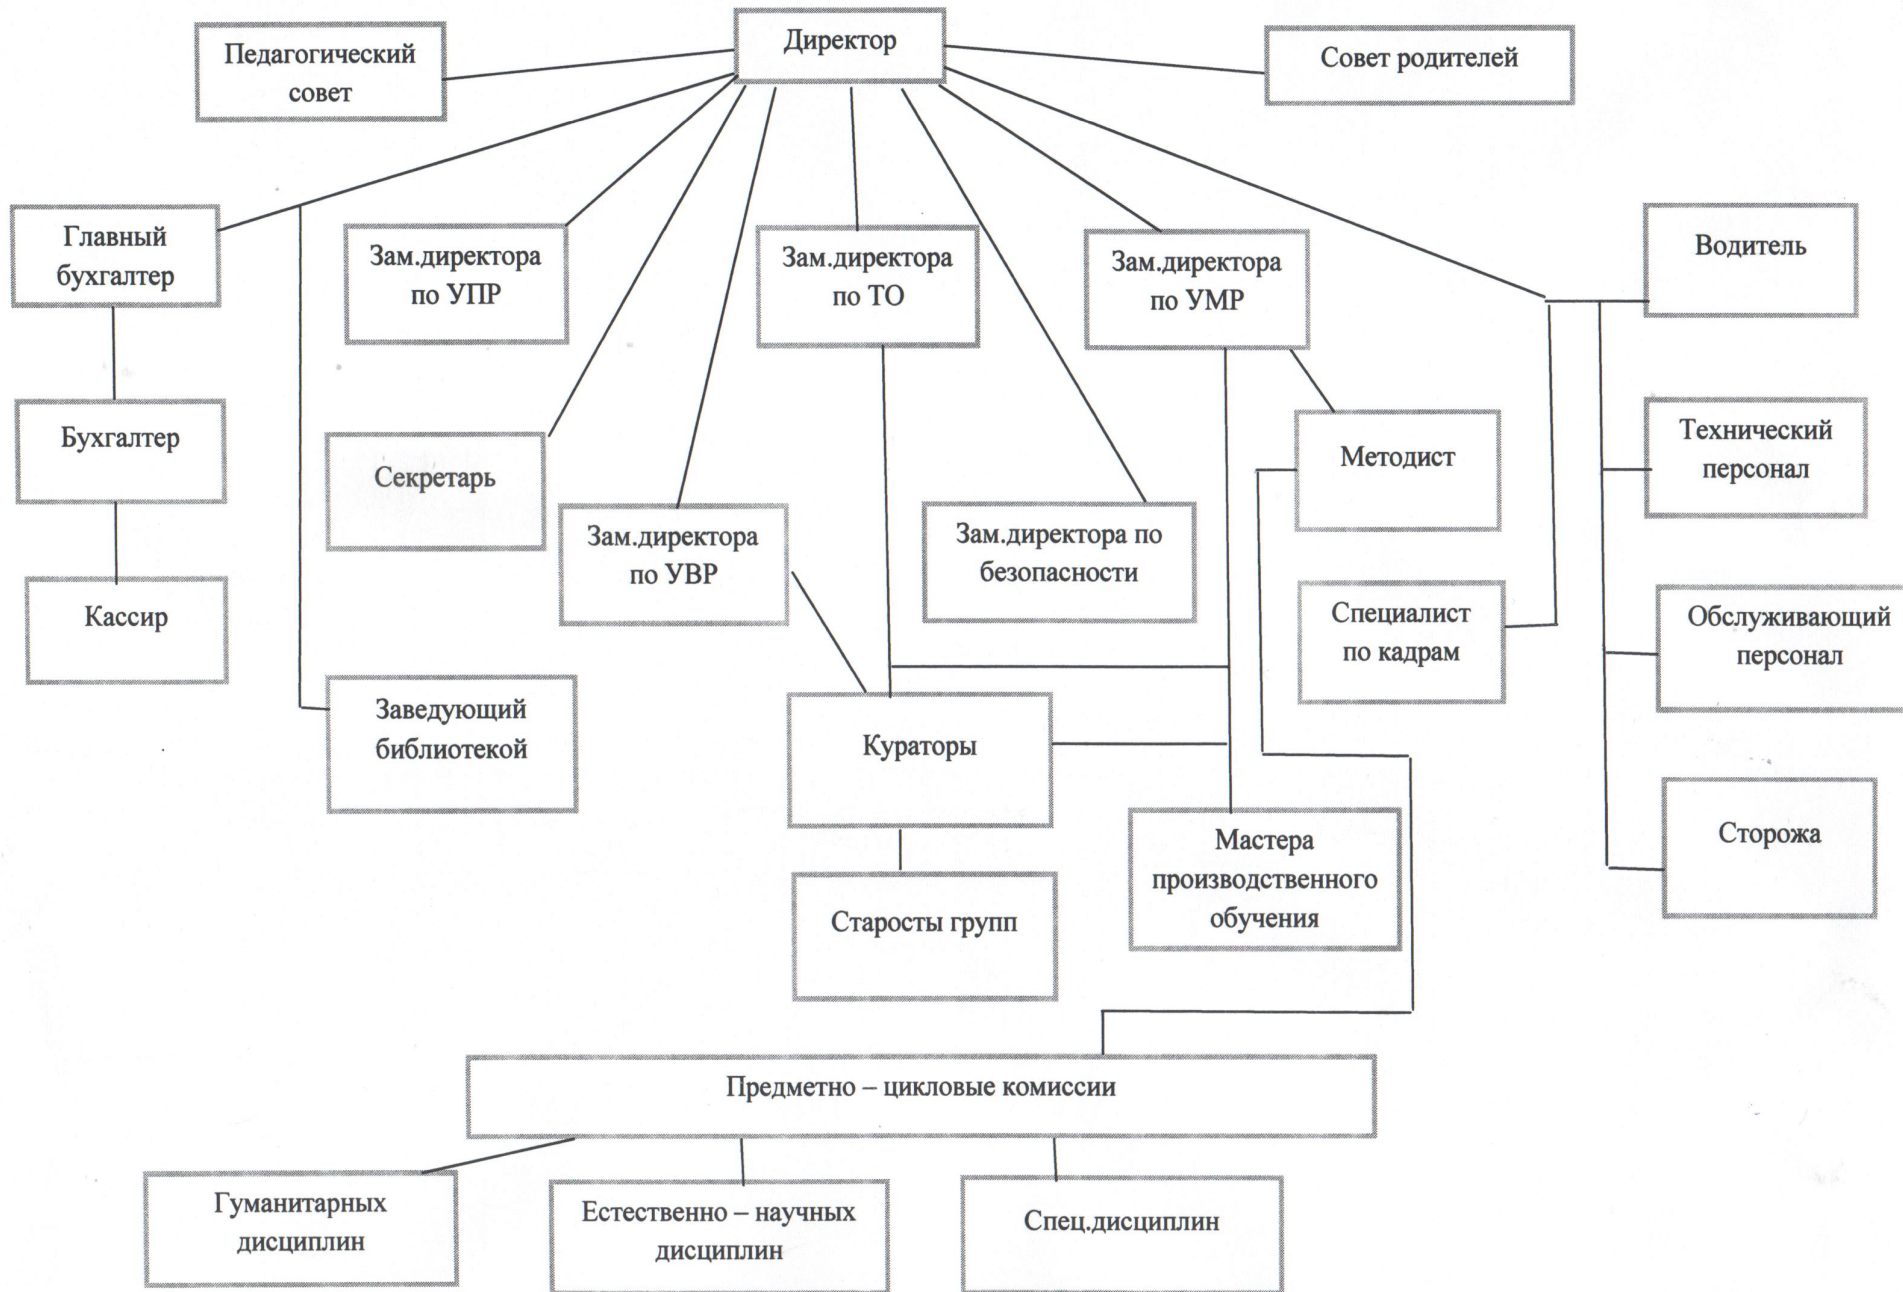 Директор
Педагогический
совет
Совет родителей
Главный
бухгалтер
Зам.директора
по УПР
Зам.директора
по ТО
Зам.директора
по УМР
Водитель
Бухгалтер
Секретарь
Зам.директора
по УВР
Зам.директора по
безопасности
Методист
Технический
персонал
Кассир
Специалист
по кадрам
Обслуживающий
персонал
Заведующий
библиотекой
Кураторы
Мастера
производственного
обучения
Сторожа
Старосты групп
Предметно – цикловые комиссии
Гуманитарных
дисциплин
Естественно – научных
дисциплин
Спец.дисциплин